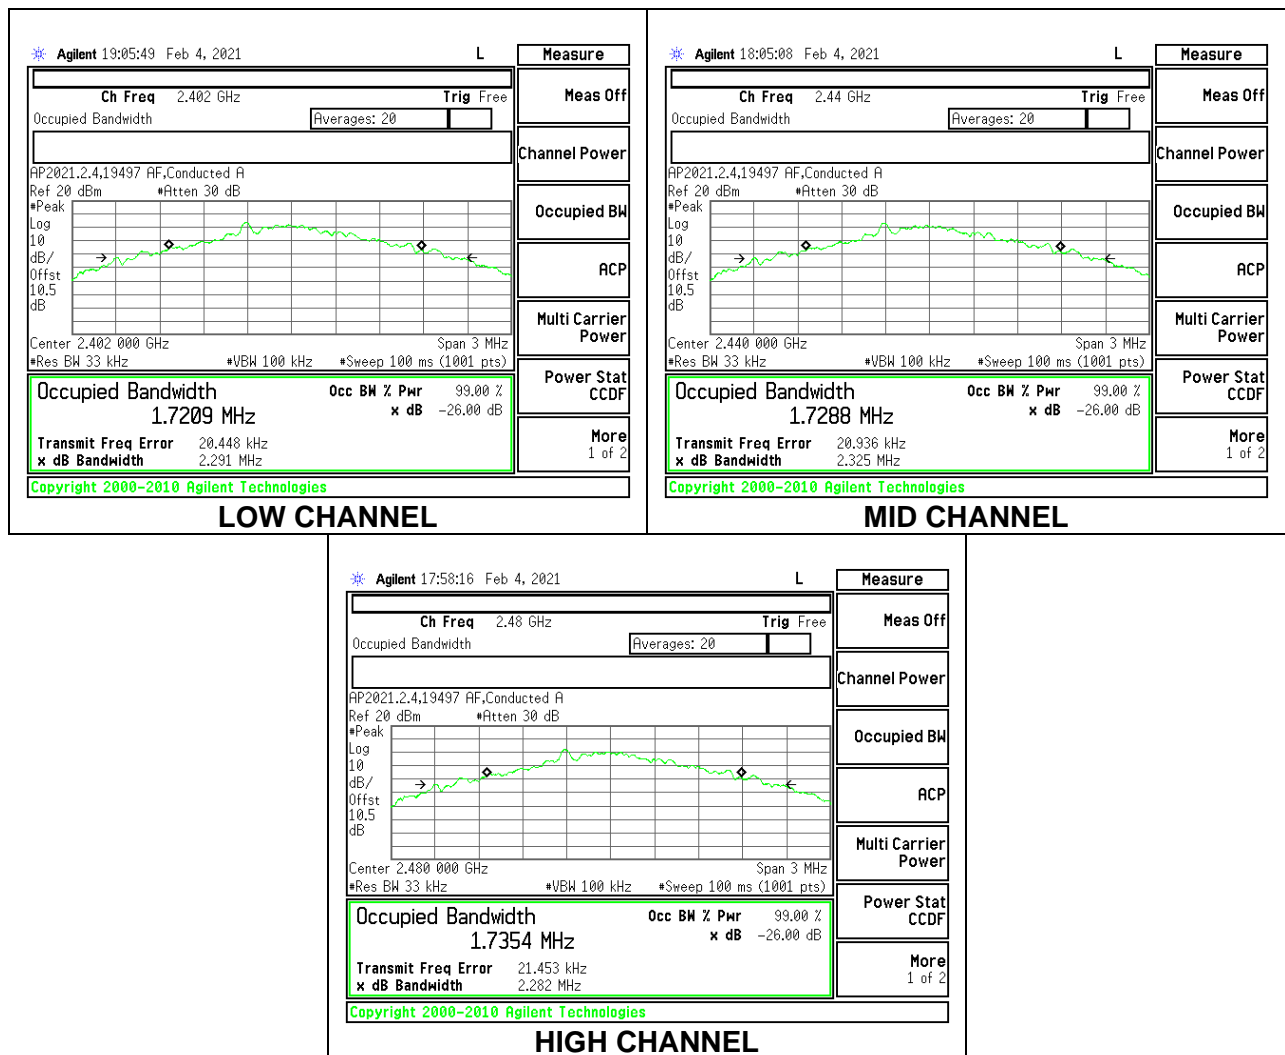 Agilent 19:05:49 Feb 4, 2021 L Measure
Ch Freq 2.402 GHz Trig Free
Meas Off
Occupied Bandwidth Averages: 20
Channel Power
AP2021.2.4,19497 AF,Conducted A
Ref 20 dBm #Atten 30 dB
#Peak
Log
10
dB/
Offst
10.5
dB
Occupied BW
ACP
Multi Carrier
Power
Center 2.402 000 GHz Span 3 MHz
#Res BW 33 kHz #VBW 100 kHz #Sweep 100 ms (1001 pts)
Power Stat
CCDF
Occupied Bandwidth Occ BW % Pwr 99.00 %
1.7209 MHz x dB -26.00 dB
Transmit Freq Error 20.448 kHz
x dB Bandwidth 2.291 MHz
More
1 of 2
Copyright 2000-2010 Agilent Technologies
LOW CHANNEL
Agilent 18:05:08 Feb 4, 2021 L Measure
Ch Freq 2.44 GHz Trig Free
Meas Off
Occupied Bandwidth Averages: 20
Channel Power
AP2021.2.4,19497 AF,Conducted A
Ref 20 dBm #Atten 30 dB
#Peak
Log
10
dB/
Offst
10.5
dB
Occupied BW
ACP
Multi Carrier
Power
Center 2.440 000 GHz Span 3 MHz
#Res BW 33 kHz #VBW 100 kHz #Sweep 100 ms (1001 pts)
Power Stat
CCDF
Occupied Bandwidth Occ BW % Pwr 99.00 %
1.7288 MHz x dB -26.00 dB
Transmit Freq Error 20.936 kHz
x dB Bandwidth 2.325 MHz
More
1 of 2
Copyright 2000-2010 Agilent Technologies
MID CHANNEL
Agilent 17:58:16 Feb 4, 2021 L Measure
Ch Freq 2.48 GHz Trig Free
Meas Off
Occupied Bandwidth Averages: 20
Channel Power
AP2021.2.4,19497 AF,Conducted A
Ref 20 dBm #Atten 30 dB
#Peak
Log
10
dB/
Offst
10.5
dB
Occupied BW
ACP
Multi Carrier
Power
Center 2.480 000 GHz Span 3 MHz
#Res BW 33 kHz #VBW 100 kHz #Sweep 100 ms (1001 pts)
Power Stat
CCDF
Occupied Bandwidth Occ BW % Pwr 99.00 %
1.7354 MHz x dB -26.00 dB
Transmit Freq Error 21.453 kHz
x dB Bandwidth 2.282 MHz
More
1 of 2
Copyright 2000-2010 Agilent Technologies
HIGH CHANNEL